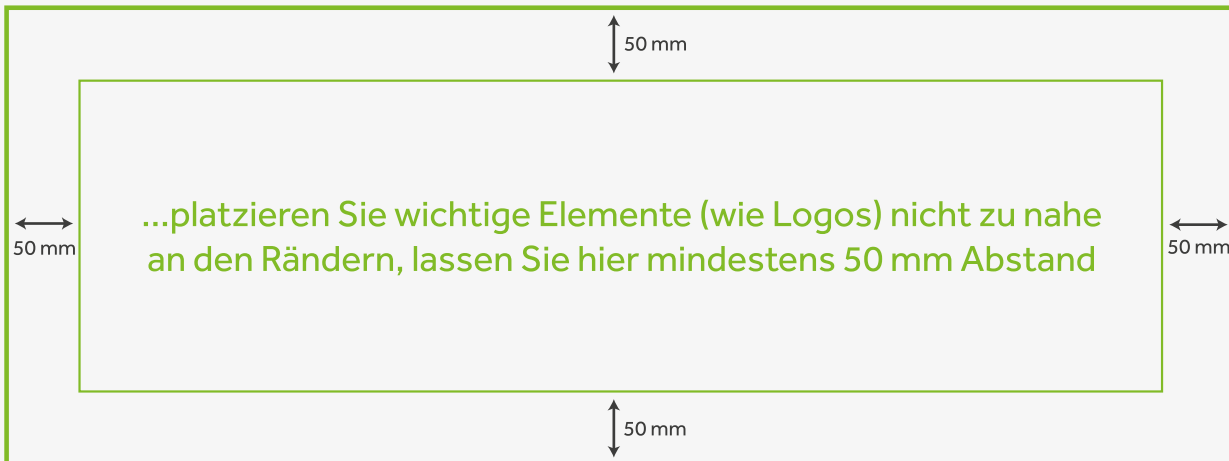 50 mm
...platzieren Sie wichtige Elemente (wie Logos) nicht zu nahe
an den Rändern, lassen Sie hier mindestens 50 mm Abstand
50 mm
50 mm
50 mm